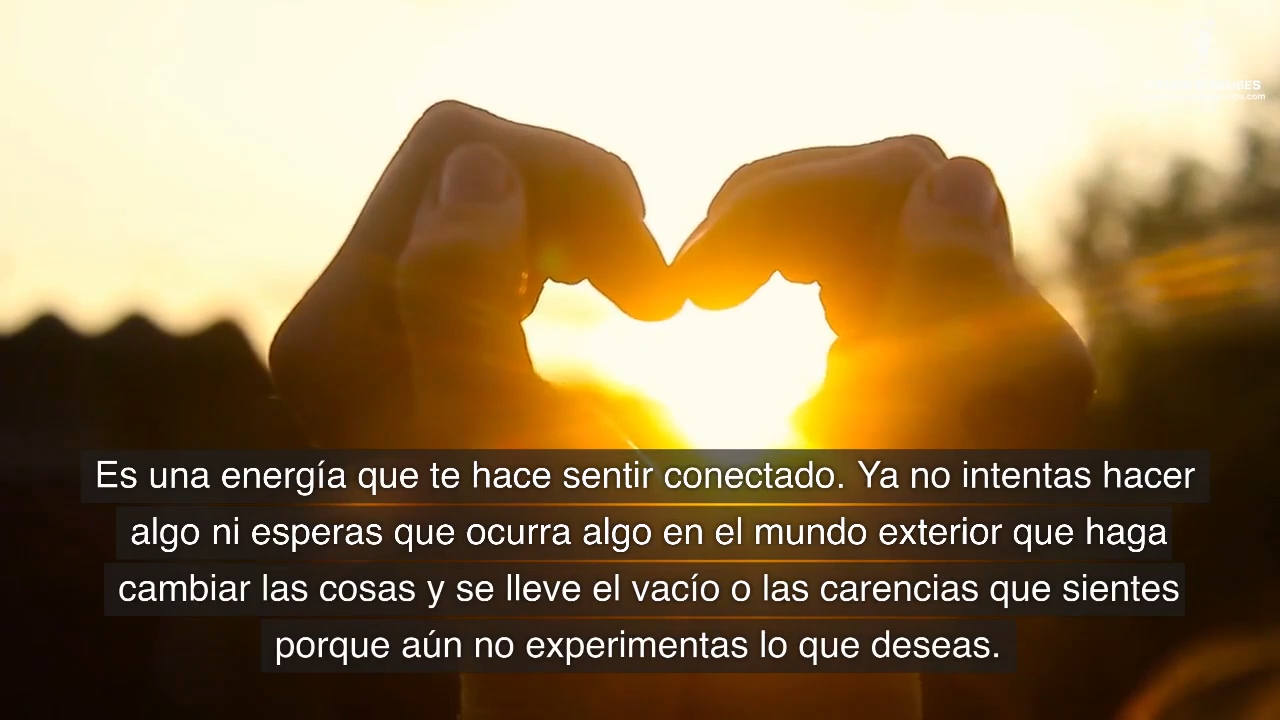 Es una energía que te hace sentir conectado. Ya no intentas hacer
algo ni esperas que ocurra algo en el mundo exterior que haga
cambiar las cosas y se lleve el vacío o las carencias que sientes
porque aún no experimentas lo que deseas.